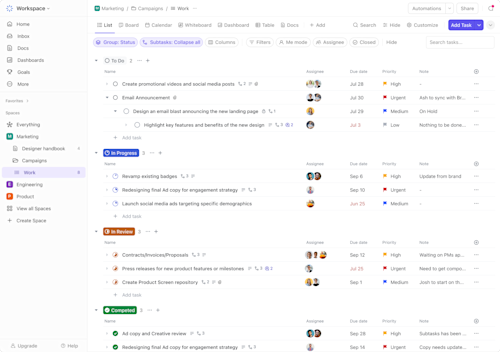 Workspace
Marketing / Campaigns / Work
Automations
Share
Home
Inbox
Docs
Dashboards
Goals
More
Favorites
Spaces
Everything
Marketing
Designer handbook 4
Campaigns
Work 6
Engineering
Product
View all Spaces
Create Space
Upgrade
Help
List
Board
Calendar
Whiteboard
Dashboard
Table
Docs
Add
Search
Hide
Customize
Add Task
Group: Status
Subtasks: Collapse all
Columns
Filters
Me mode
Assignee
Closed
Hide
Search tasks...
To Do 2
Name Assignee Due date Priority Note
Create promotional videos and social media posts Jul 28 High -
Email Announcement Jul 30 Urgent Ash to sync with Br...
Design an email blast announcing the new landing page Jul 29 Medium On Hold
Highlight key features and benefits of the new design Jul 3 Low Nothing to be done...
Add task
In Progress 3
Name Assignee Due date Priority Note
Revamp existing badges Sep 8 High Update from brand
Redesigning final Ad copy for engagement strategy Sep 10 Urgent -
Launch social media ads targeting specific demographics Jun 25 Medium -
Add task
In Review 3
Name Assignee Due date Priority Note
Contracts/Invoices/Proposals Sep 12 High Waiting on PMs ap...
Press releases for new product features or milestones Jul 25 Urgent Need to get compo...
Create Product Screen repository Sep 1 Medium Josh to start on th...
Add task
Competed 3
Name Assignee Due date Priority Note
Ad copy and Creative review Sep 28 High Subtasks has been ...
Redesigning final Ad copy for engagement strategy Sep 14 Urgent Copy needs updat...